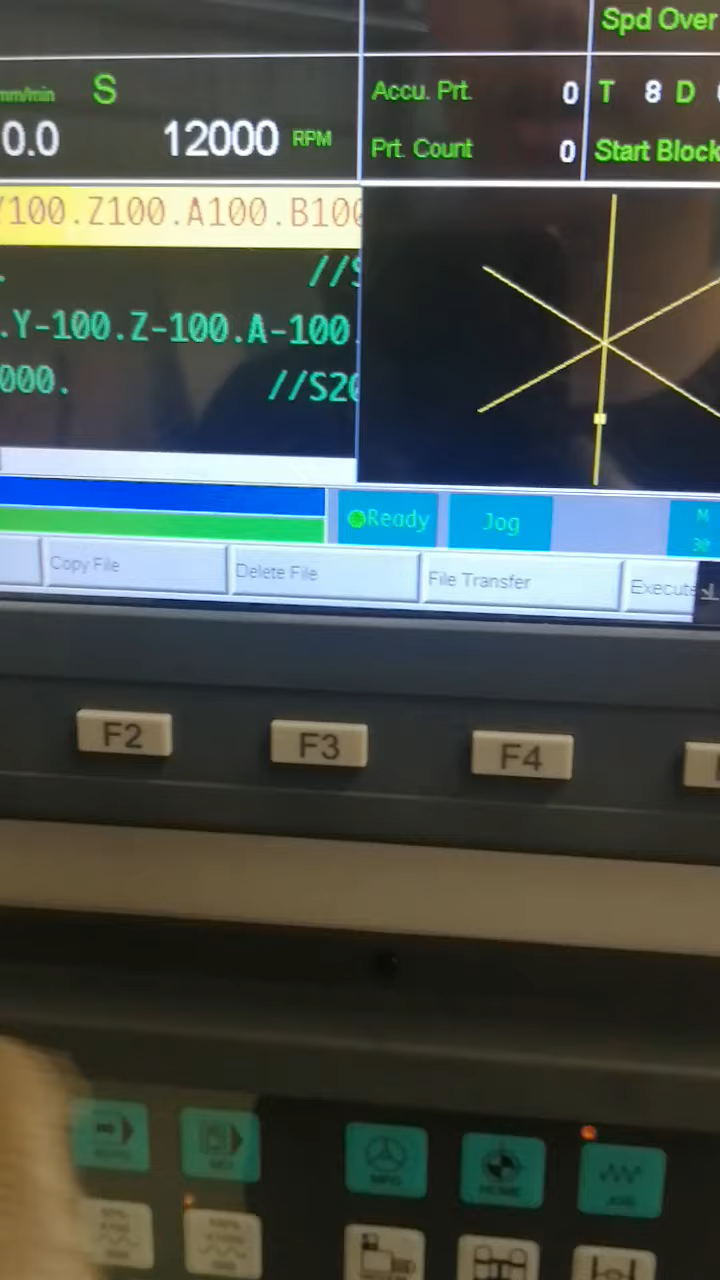 Spd Over
mm/min S
Accu. Prt. 0 T 8 D
0.0 12000 RPM
Prt. Count 0 Start Block
Y100.Z100.A100.B100
. //S
.Y-100.Z-100.A-100.
000. //S20
Ready Jog M
30
Copy File Delete File File Transfer Execute
F2 F3 F4
HOME